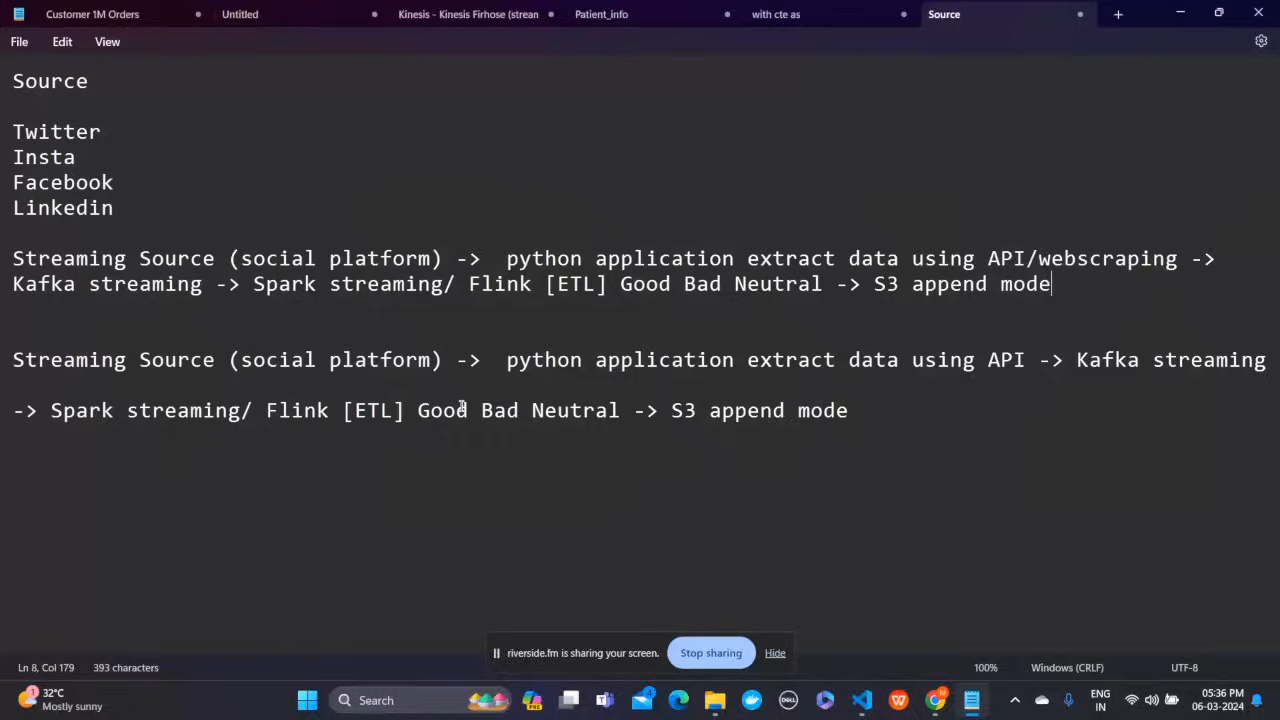 Customer 1M Orders
Untitled
Kinesis - Kinesis Firhose (strean
Patient_info
with cte as
Source
File Edit View
Source
Twitter
Insta
Facebook
Linkedin
Streaming Source (social platform) ->  python application extract data using API/webscraping ->
Kafka streaming -> Spark streaming/ Flink [ETL] Good Bad Neutral -> S3 append mode
Streaming Source (social platform) ->  python application extract data using API -> Kafka streaming
-> Spark streaming/ Flink [ETL] Good Bad Neutral -> S3 append mode
riverside.fm is sharing your screen. Stop sharing Hide
Ln 8, Col 179 393 characters 100% Windows (CRLF) UTF-8
1 32°C
Mostly sunny
Search
PRE
4
DELL
M
ENG
IN
05:36 PM
06-03-2024